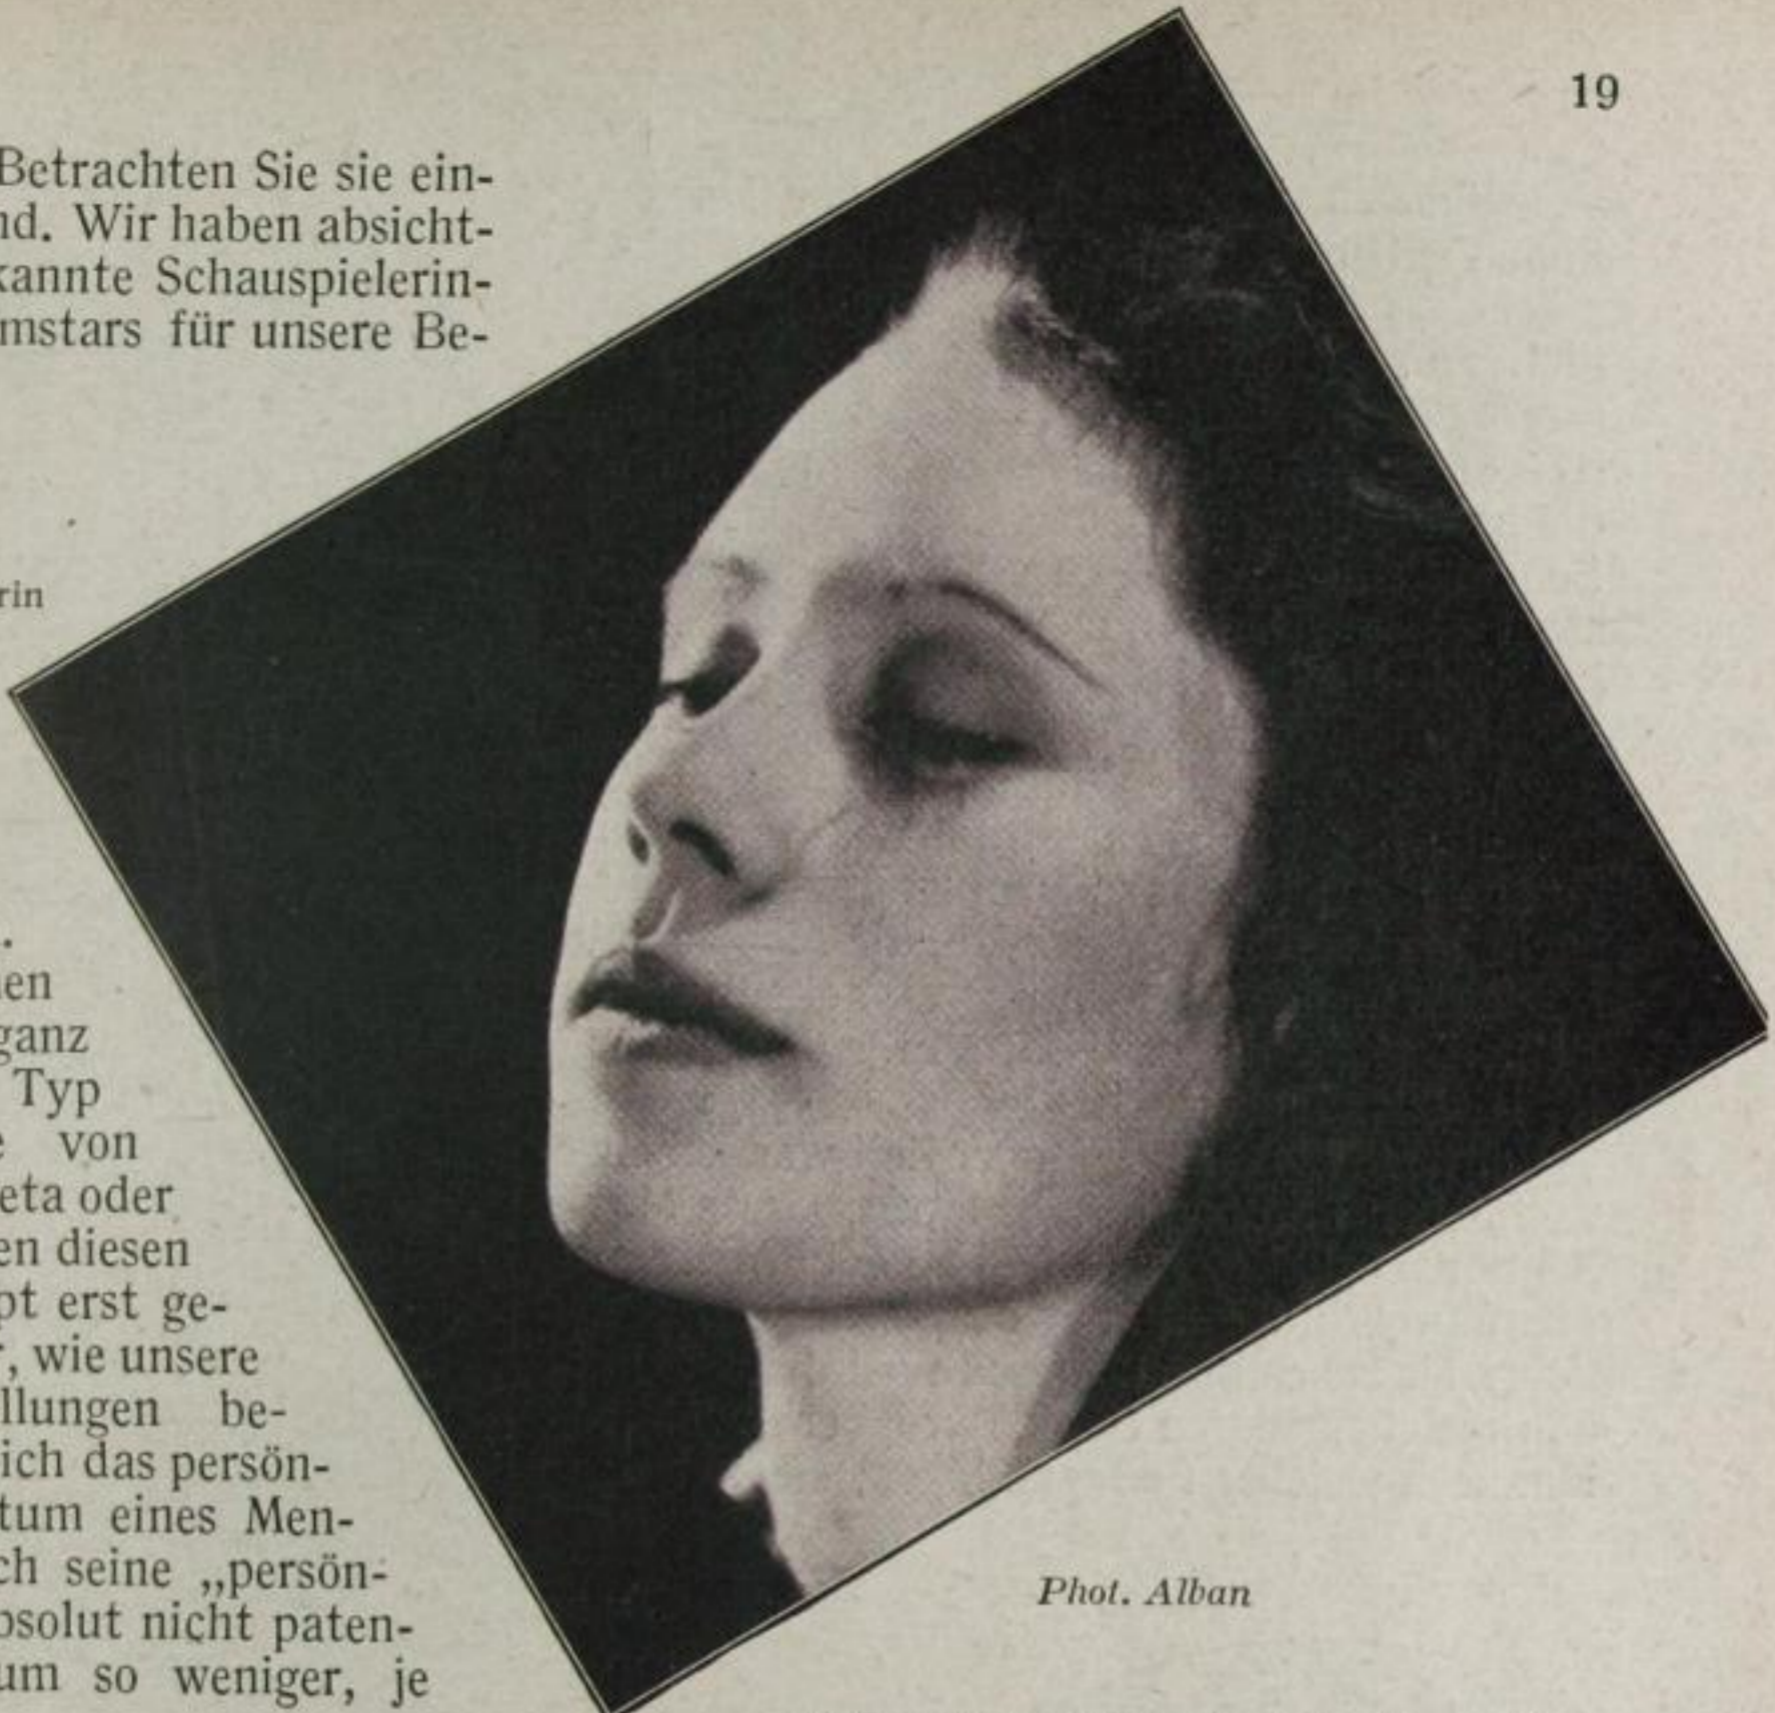 19
Betrachten Sie sie ein-
nd. Wir haben absicht-
kannte Schauspielerin-
mstars für unsere Be-
rin
.
en
ganz
Typ
e von
eta oder
en diesen
pt erst ge-
, wie unsere
llungen be-
ich das persön-
tum eines Men-
ch seine „persön-
bsolut nicht paten-
um so weniger, je
Phot. Alban